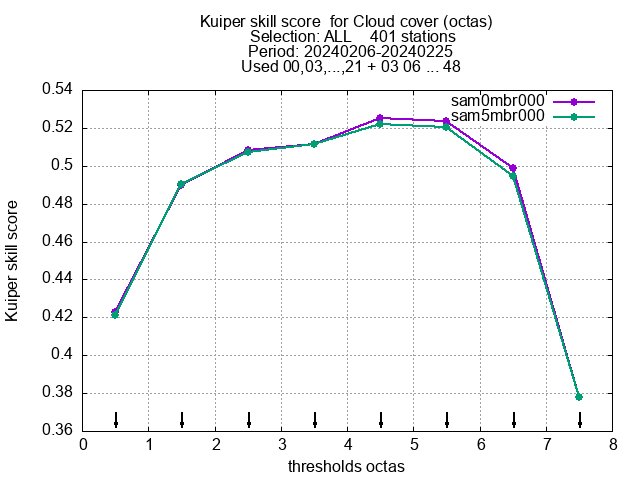 Kuiper skill score  for Cloud cover (octas)
Selection: ALL    401 stations
Period: 20240206-20240225
Used 00,03,...,21 + 03 06 ... 48
sam0mbr000
sam5mbr000
0.54
0.52
0.5
0.48
0.46
0.44
0.42
0.4
0.38
0.36
Kuiper skill score
0 1 2 3 4 5 6 7 8
thresholds octas